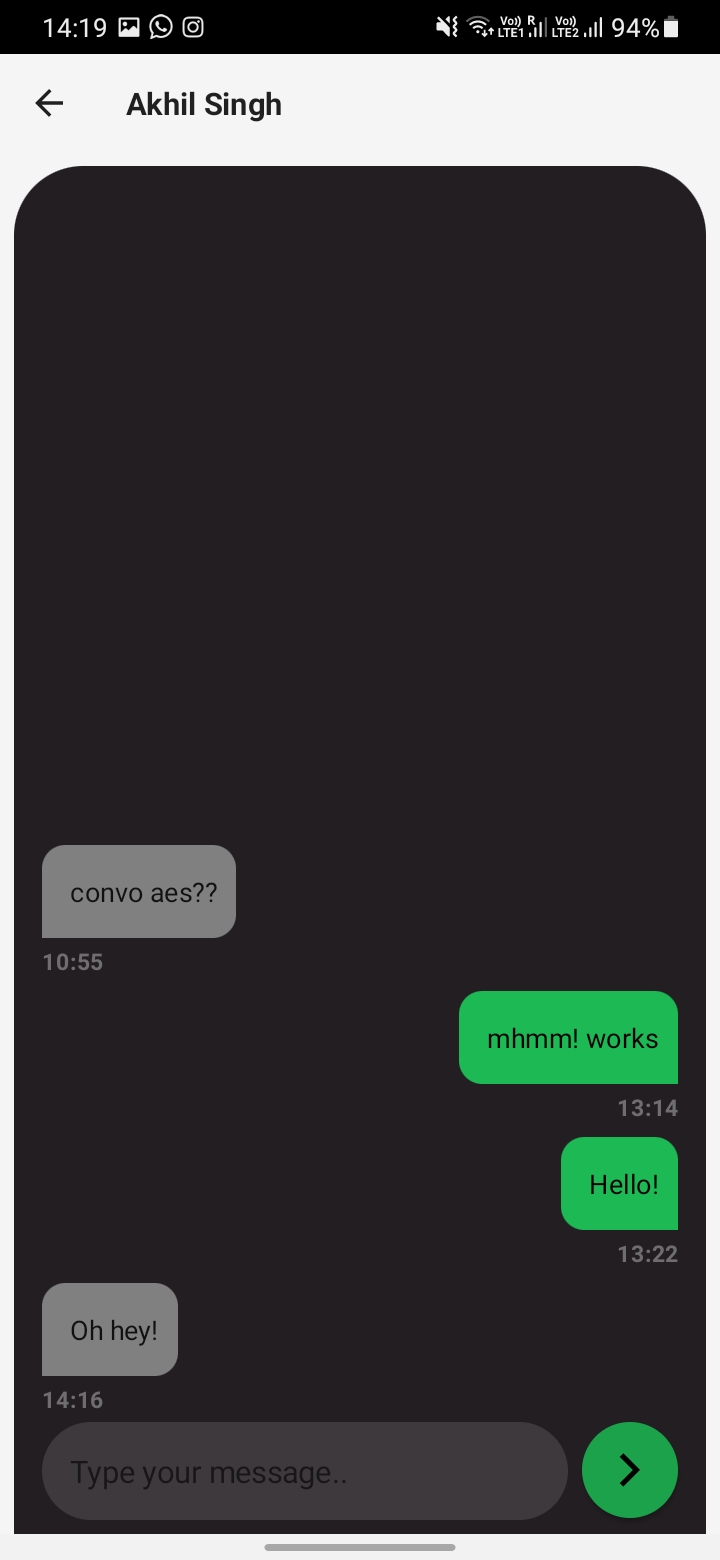 14:19 Vo)) LTE1 R Vo)) LTE2 94%
Akhil Singh
convo aes??
10:55
mhmm! works
13:14
Hello!
13:22
Oh hey!
14:16
Type your message..